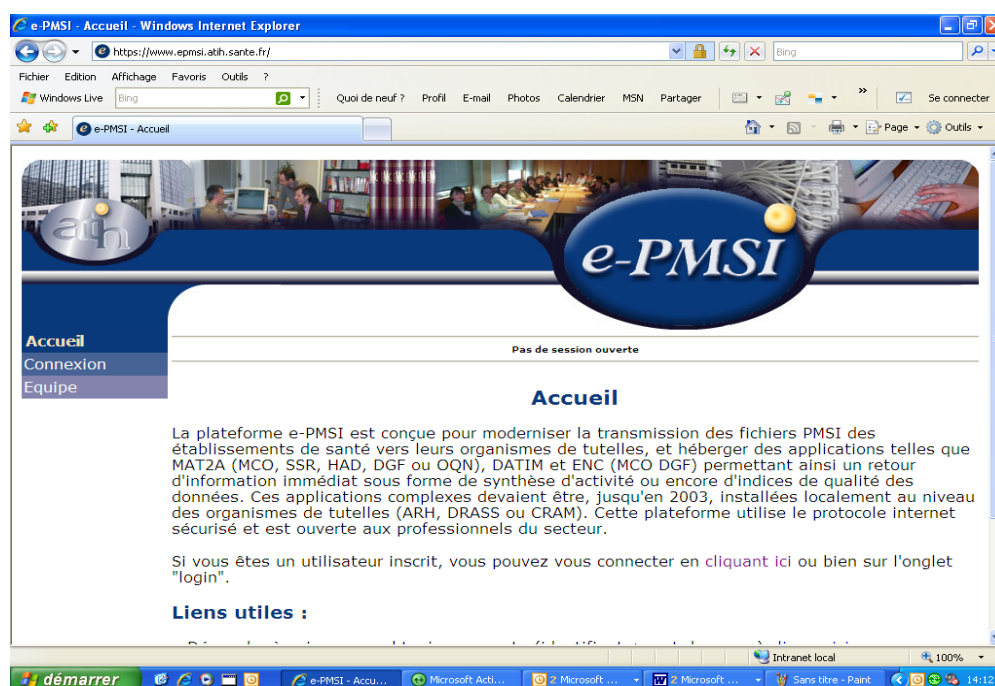 e-PMSI - Accueil - Windows Internet Explorer
https://www.epmsi.atih.sante.fr/
Bing
Fichier Edition Affichage Favoris Outils ?
Windows Live Bing Quoi de neuf ? Profil E-mail Photos Calendrier MSN Partager » Se connecter
e-PMSI - Accueil Page Outils
atih
e-PMSI
Accueil
Connexion
Equipe
Pas de session ouverte
Accueil
La plateforme e-PMSI est conçue pour moderniser la transmission des fichiers PMSI des
établissements de santé vers leurs organismes de tutelles, et héberger des applications telles que
MAT2A (MCO, SSR, HAD, DGF ou OQN), DATIM et ENC (MCO DGF) permettant ainsi un retour
d'information immédiat sous forme de synthèse d'activité ou encore d'indices de qualité des
données. Ces applications complexes devaient être, jusqu'en 2003, installées localement au niveau
des organismes de tutelles (ARH, DRASS ou CRAM). Cette plateforme utilise le protocole internet
sécurisé et est ouverte aux professionnels du secteur.
Si vous êtes un utilisateur inscrit, vous pouvez vous connecter en cliquant ici ou bien sur l'onglet
"login".
Liens utiles :
Intranet local 100%
démarrer e-PMSI - Accu... Microsoft Acti... 2 Microsoft ... 2 Microsoft ... Sans titre - Paint 14:12